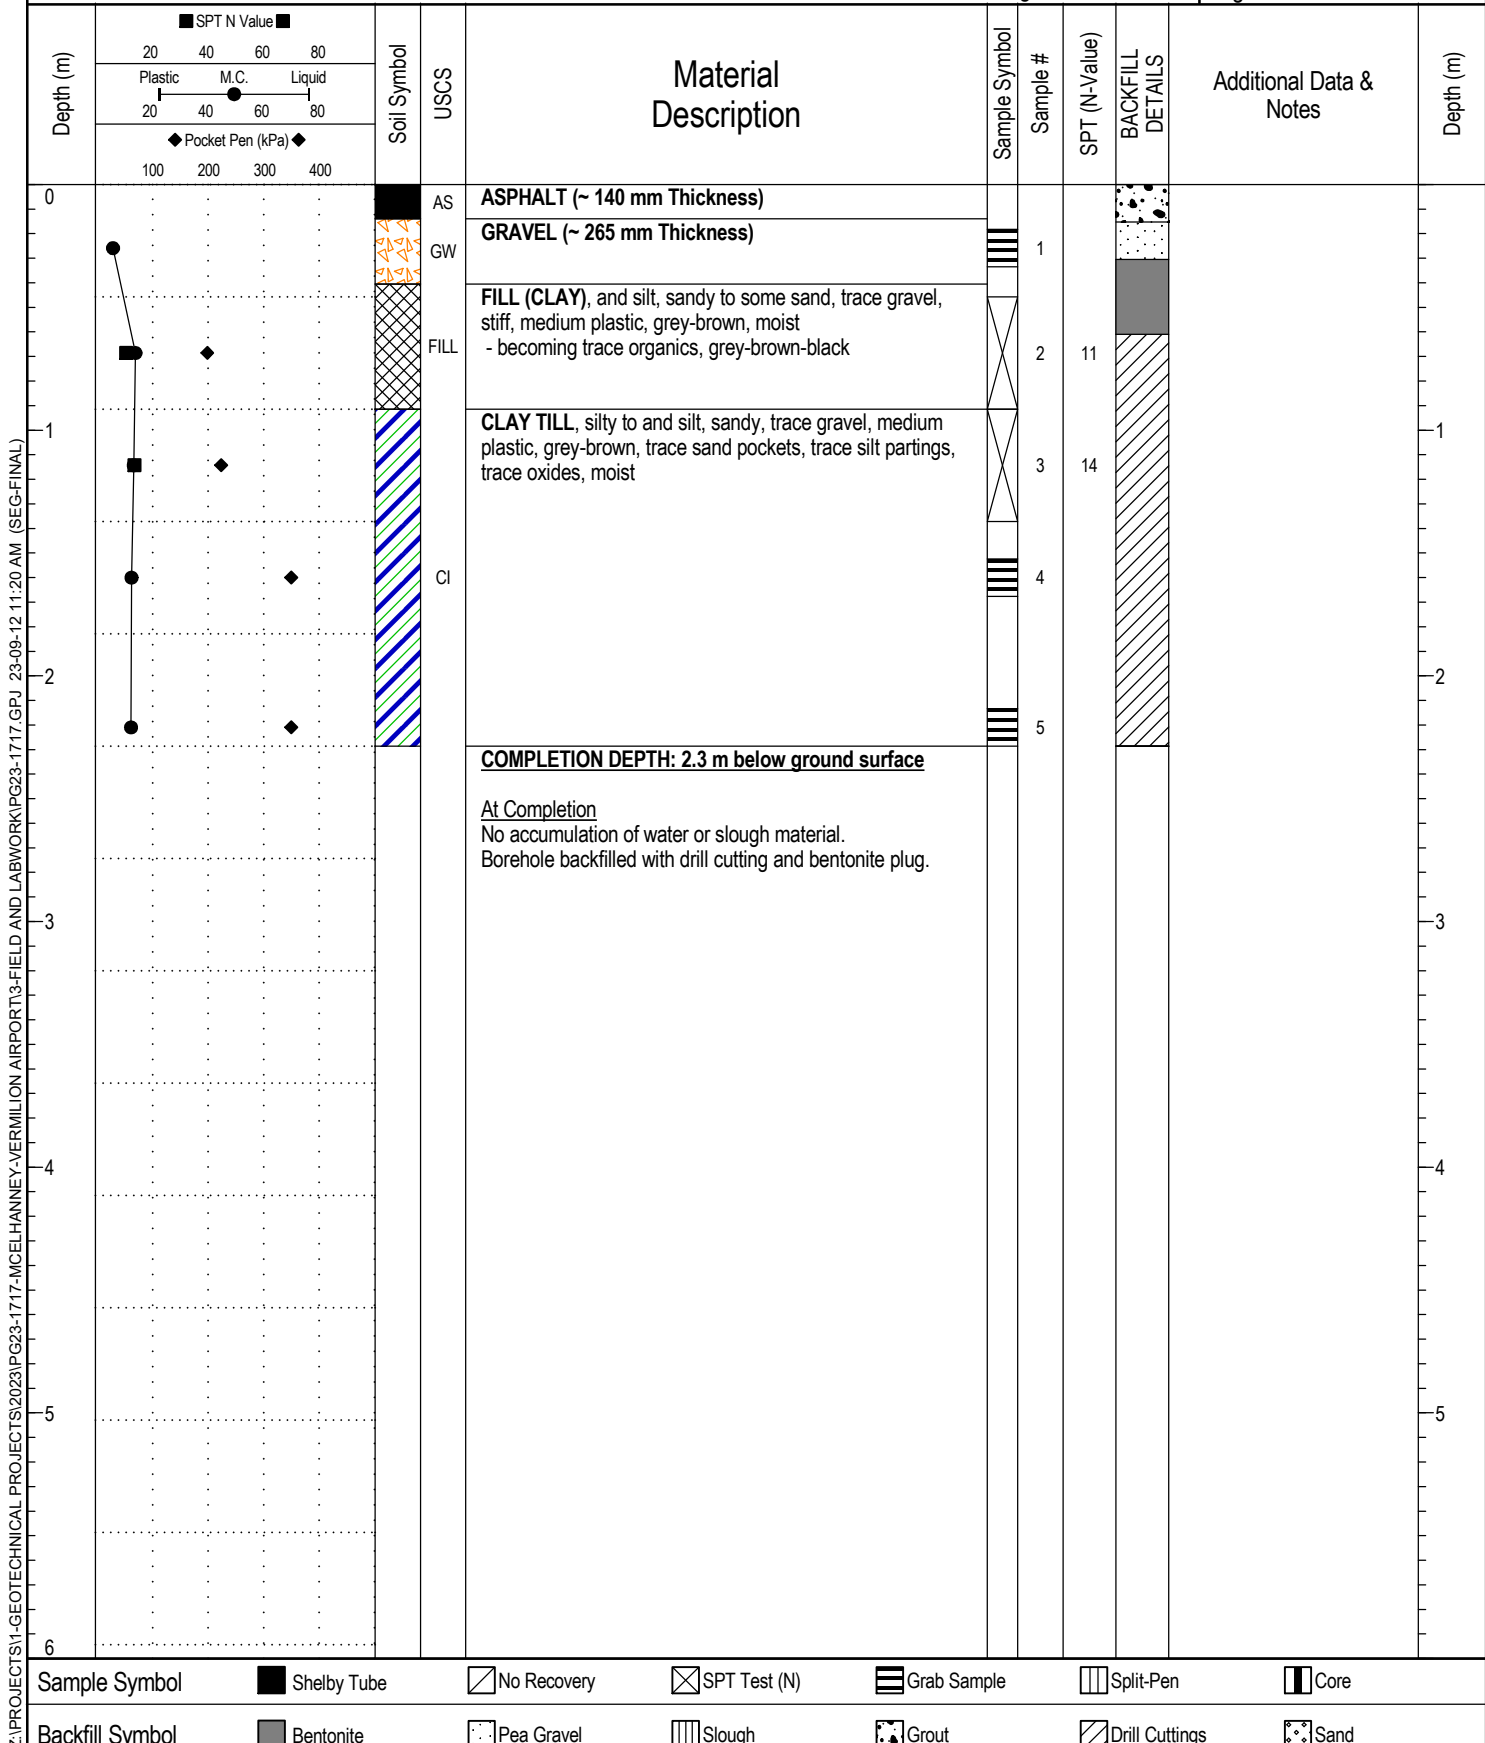 SPT N Value
20 40 60 80
Plastic M.C. Liquid
20 40 60 80
Pocket Pen (kPa)
100 200 300 400
Depth (m)
Soil Symbol
USCS
Material
Description
Sample Symbol
Sample #
SPT (N-Value)
BACKFILL
DETAILS
Additional Data &
Notes
Depth (m)
0
AS
ASPHALT (~ 140 mm Thickness)
GW
GRAVEL (~ 265 mm Thickness)
1
FILL (CLAY), and silt, sandy to some sand, trace gravel,
stiff, medium plastic, grey-brown, moist
- becoming trace organics, grey-brown-black
FILL
2 11
1
CLAY TILL, silty to and silt, sandy, trace gravel, medium
plastic, grey-brown, trace sand pockets, trace silt partings,
trace oxides, moist
3 14
1
CI
4
2
2
5
COMPLETION DEPTH: 2.3 m below ground surface
At Completion
No accumulation of water or slough material.
Borehole backfilled with drill cutting and bentonite plug.
3
3
4
4
5
5
6
Z:\PROJECTS\1-GEOTECHNICAL PROJECTS\2023\PG23-1717-MCELHANNEY-VERMILION AIRPORT\3-FIELD AND LABWORK\PG23-1717.GPJ 23-09-12 11:20 AM (SEG-FINAL)
Sample Symbol Shelby Tube No Recovery SPT Test (N) Grab Sample Split-Pen Core
Backfill Symbol Bentonite Pea Gravel Slough Grout Drill Cuttings Sand